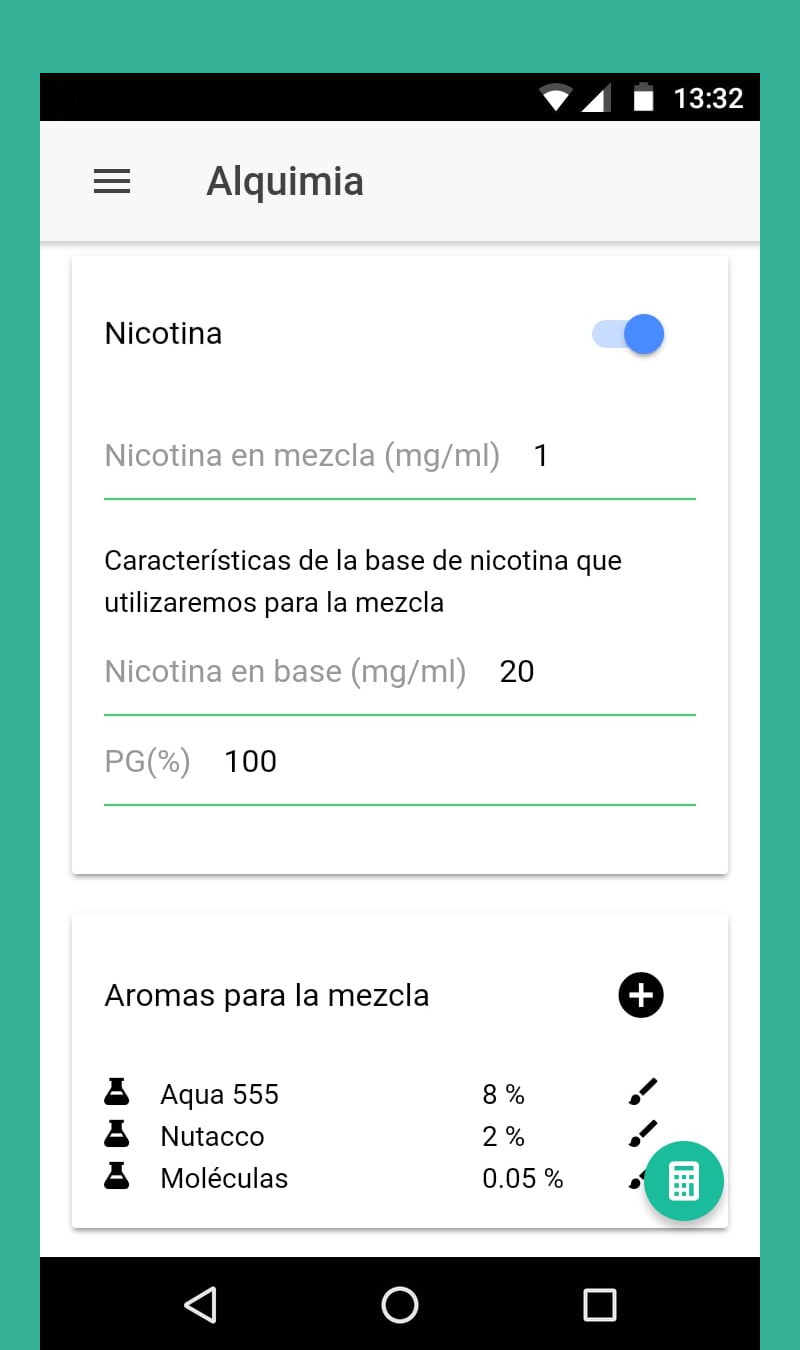 13:32
Alquimia
Nicotina
Nicotina en mezcla (mg/ml) 1
Características de la base de nicotina que
utilizaremos para la mezcla
Nicotina en base (mg/ml) 20
PG(%) 100
Aromas para la mezcla
Aqua 555 8 %
Nutacco 2 %
Moléculas 0.05 %